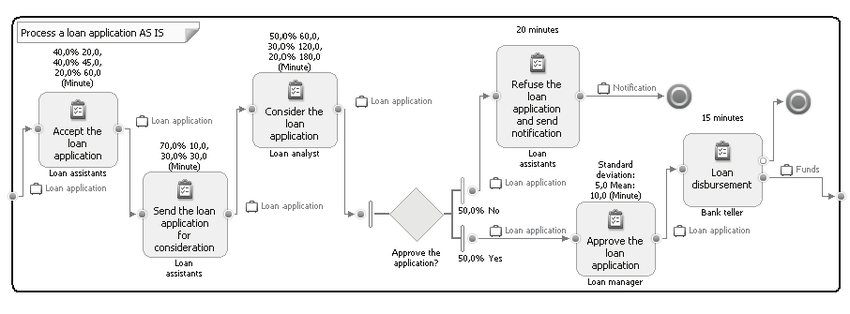 Process a loan application AS IS
40,0% 20,0,
40,0% 45,0,
20,0% 60,0
(Minute)
Accept the
loan
application
Loan assistants
Loan application
Loan application
70,0% 10,0,
30,0% 30,0
(Minute)
Send the loan
application
for
consideration
Loan
assistants
Loan application
50,0% 60,0,
30,0% 120,0,
20,0% 180,0
(Minute)
Consider the
loan
application
Loan analyst
Loan application
Approve the
application?
50,0% No
50,0% Yes
Loan application
Loan application
20 minutes
Refuse the
loan
application
and send
notification
Loan
assistants
Notification
Standard
deviation:
5,0 Mean:
10,0 (Minute)
Approve the
loan
application
Loan manager
Loan application
15 minutes
Loan
disbursement
Bank teller
Funds